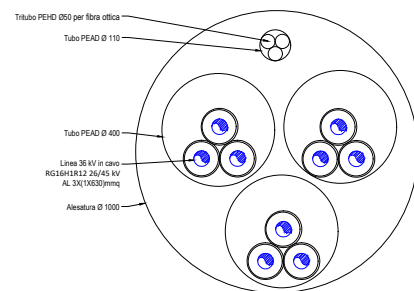 Tritubo PEHD Ø50 per fibra ottica
Tubo PEAD Ø 110
Tubo PEAD Ø 400
Linea 36 kV in cavo
RG16H1R12 26/45 kV
AL 3X(1X630)mmq
Alesatura Ø 1000